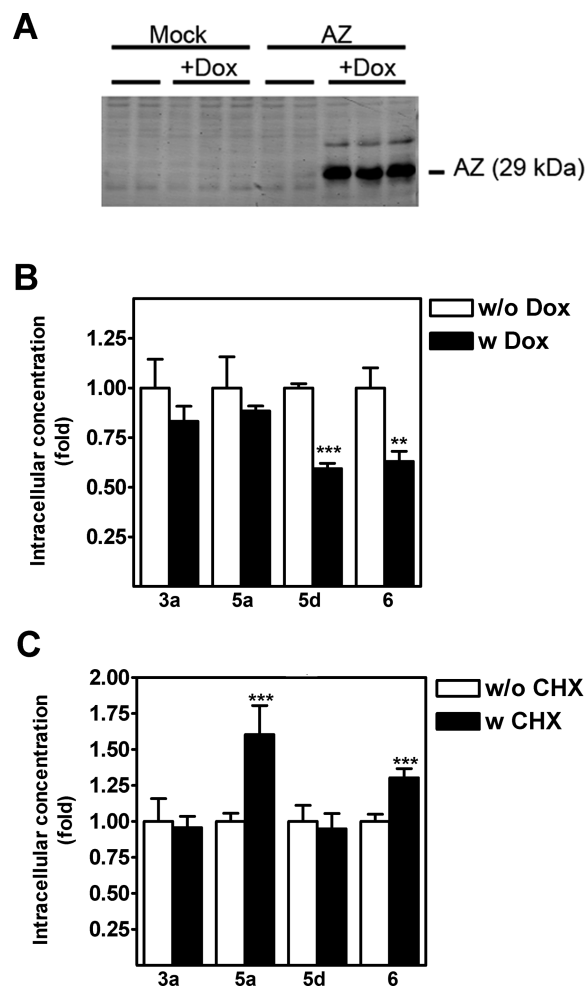 A
Mock AZ
+Dox +Dox
AZ (29 kDa)
B
w/o Dox
w Dox
Intracellular concentration
(fold)
1.25
1.00
0.75
0.50
0.25
*** **
3a 5a 5d 6
C
w/o CHX
w CHX
Intracellular concentration
(fold)
2.00
1.75
1.50
1.25
1.00
0.75
0.50
0.25
*** ***
3a 5a 5d 6